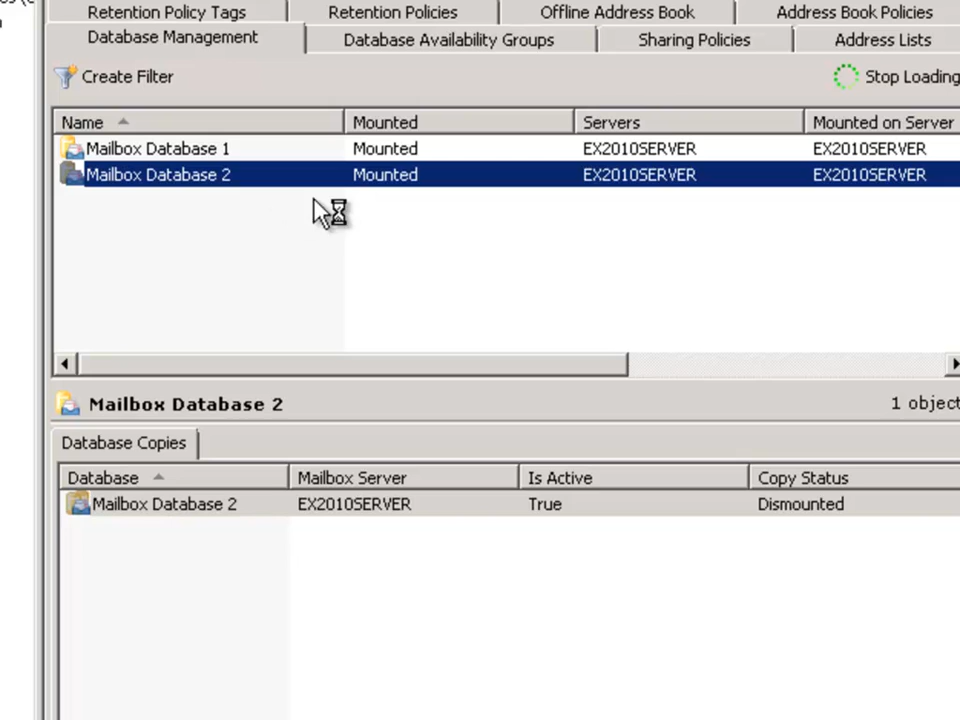 Retention Policy Tags Retention Policies Offline Address Book Address Book Policies
Database Management Database Availability Groups Sharing Policies Address Lists
Create Filter Stop Loading
Name Mounted Servers Mounted on Server
Mailbox Database 1 Mounted EX2010SERVER EX2010SERVER
Mailbox Database 2 Mounted EX2010SERVER EX2010SERVER
Mailbox Database 2 1 object
Database Copies
Database Mailbox Server Is Active Copy Status
Mailbox Database 2 EX2010SERVER True Dismounted